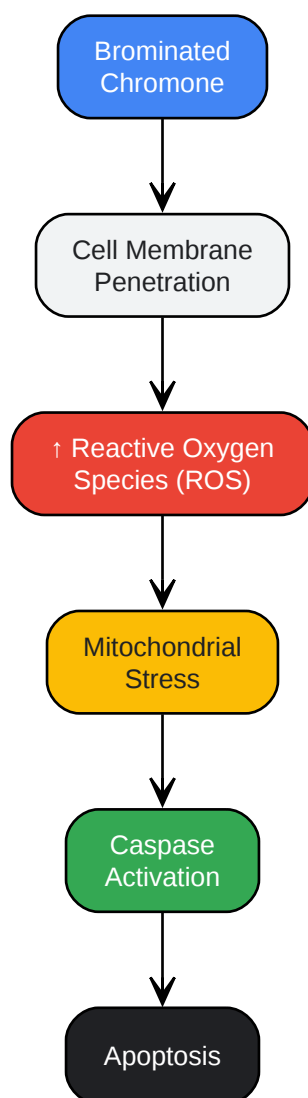 Brominated
Chromone
Cell Membrane
Penetration
↑ Reactive Oxygen
Species (ROS)
Mitochondrial
Stress
Caspase
Activation
Apoptosis